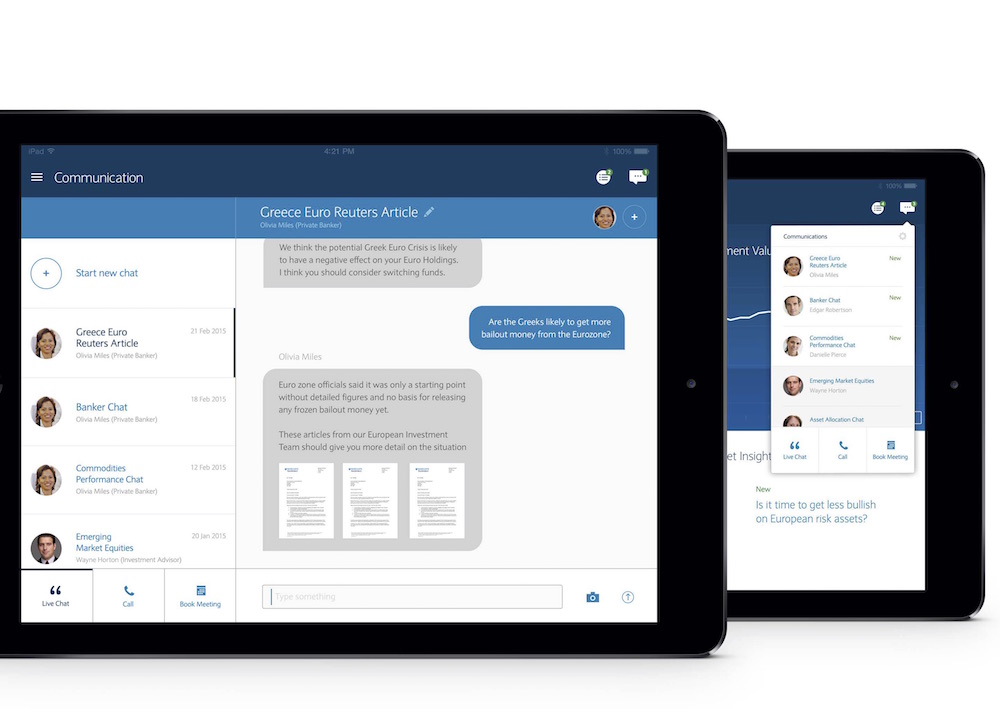 iPad
4:21 PM
100%
Communication
2
1
Greece Euro Reuters Article
Olivia Miles (Private Banker)
+
+
Start new chat
Greece Euro
Reuters Article
21 Feb 2015
Olivia Miles (Private Banker)
Banker Chat
18 Feb 2015
Olivia Miles (Private Banker)
Commodities
Performance Chat
12 Feb 2015
Olivia Miles (Private Banker)
Emerging
Market Equities
20 Jan 2015
Wayne Horton (Investment Advisor)
Live Chat
Call
Book Meeting
We think the potential Greek Euro Crisis is likely
to have a negative effect on your Euro Holdings.
I think you should consider switching funds.
Are the Greeks likely to get more
bailout money from the Eurozone?
Olivia Miles
Euro zone officials said it was only a starting point
without detailed figures and no basis for releasing
any frozen bailout money yet.
These articles from our European Investment
Team should give you more detail on the situation
Type something
100%
ment Valu
Communications
Greece Euro
Reuters Article
New
Olivia Miles
Banker Chat
New
Edgar Robertson
Commodities
Performance Chat
New
Danielle Pierce
Emerging Market Equities
Wayne Horton
Asset Allocation Chat
Live Chat
Call
Book Meeting
et Insight
New
Is it time to get less bullish
on European risk assets?